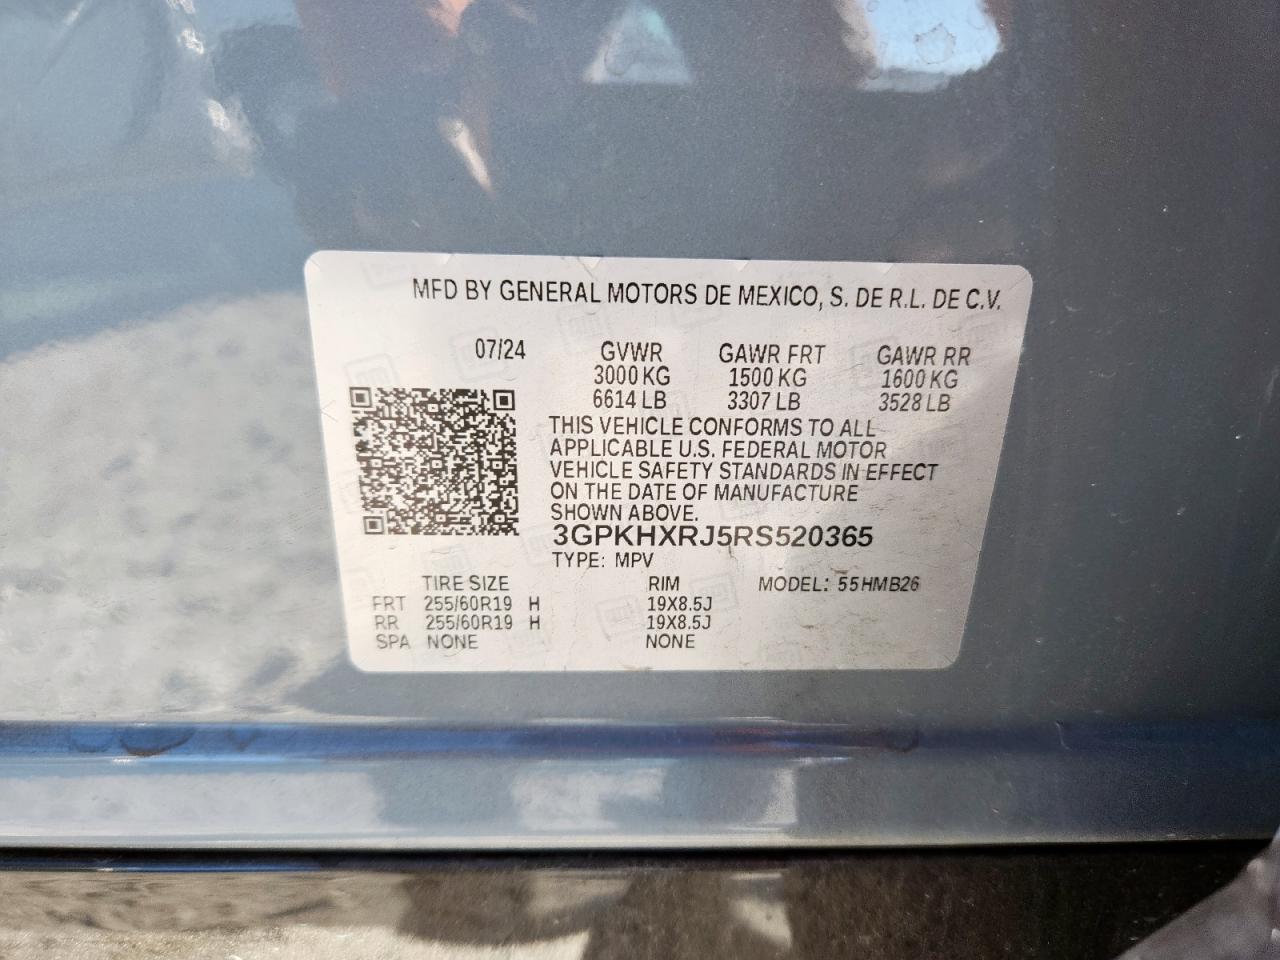 MFD BY GENERAL MOTORS DE MEXICO, S. DE R.L. DE C.V.
07/24 GVWR GAWR FRT GAWR RR
3000 KG 1500 KG 1600 KG
6614 LB 3307 LB 3528 LB
THIS VEHICLE CONFORMS TO ALL
APPLICABLE U.S. FEDERAL MOTOR
VEHICLE SAFETY STANDARDS IN EFFECT
ON THE DATE OF MANUFACTURE
SHOWN ABOVE.
3GPKHXRJ5RS520365
TYPE: MPV
TIRE SIZE RIM MODEL: 55HMB26
FRT 255/60R19 H 19X8.5J
RR 255/60R19 H 19X8.5J
SPA NONE NONE